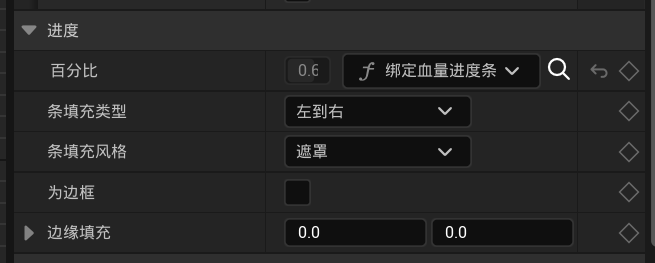 进度
百分比 0.6 绑定血量进度条
条填充类型 左到右
条填充风格 遮罩
为边框
边缘填充 0.0 0.0